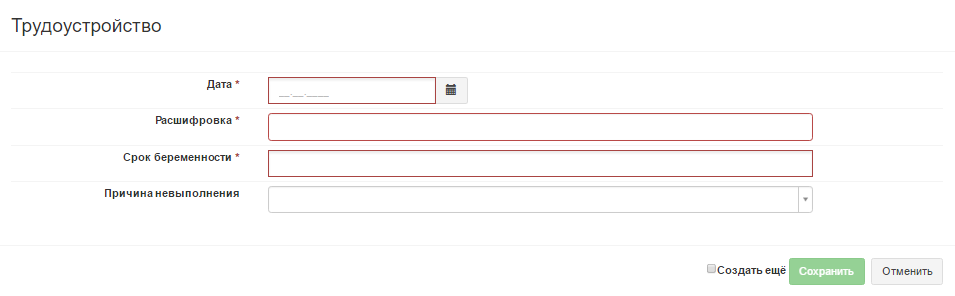 Трудоустройство
Дата *
__.__.____
Расшифровка *
Срок беременности *
Причина невыполнения
Создать ещё Сохранить Отменить